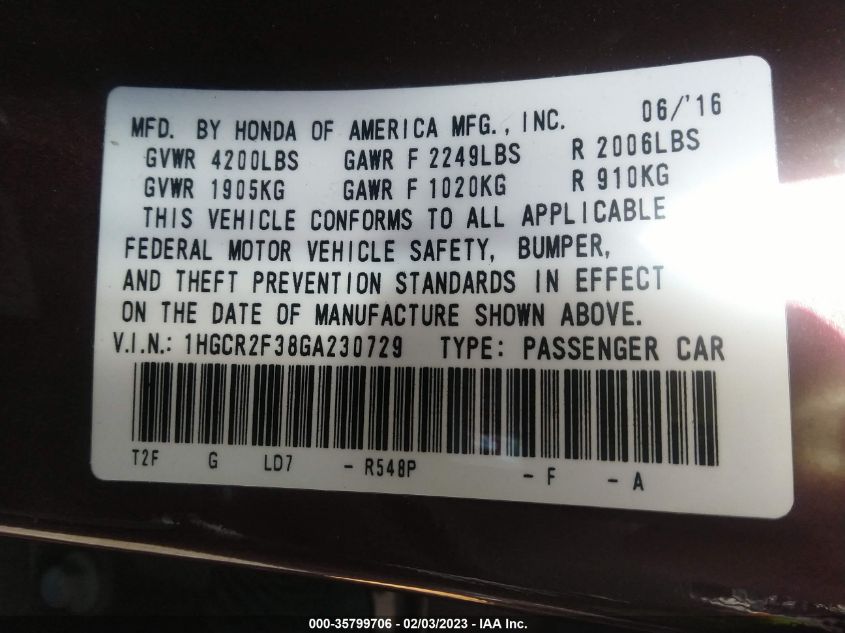 MFD. BY HONDA OF AMERICA MFG., INC. 06/'16
GVWR 4200LBS GAWR F 2249LBS R 2006LBS
GVWR 1905KG GAWR F 1020KG R 910KG
THIS VEHICLE CONFORMS TO ALL APPLICABLE
FEDERAL MOTOR VEHICLE SAFETY, BUMPER,
AND THEFT PREVENTION STANDARDS IN EFFECT
ON THE DATE OF MANUFACTURE SHOWN ABOVE.
V.I.N.: 1HGCR2F38GA230729 TYPE: PASSENGER CAR
T2F G LD7 - R548P - F - A
000-35799706 - 02/03/2023 - IAA Inc.